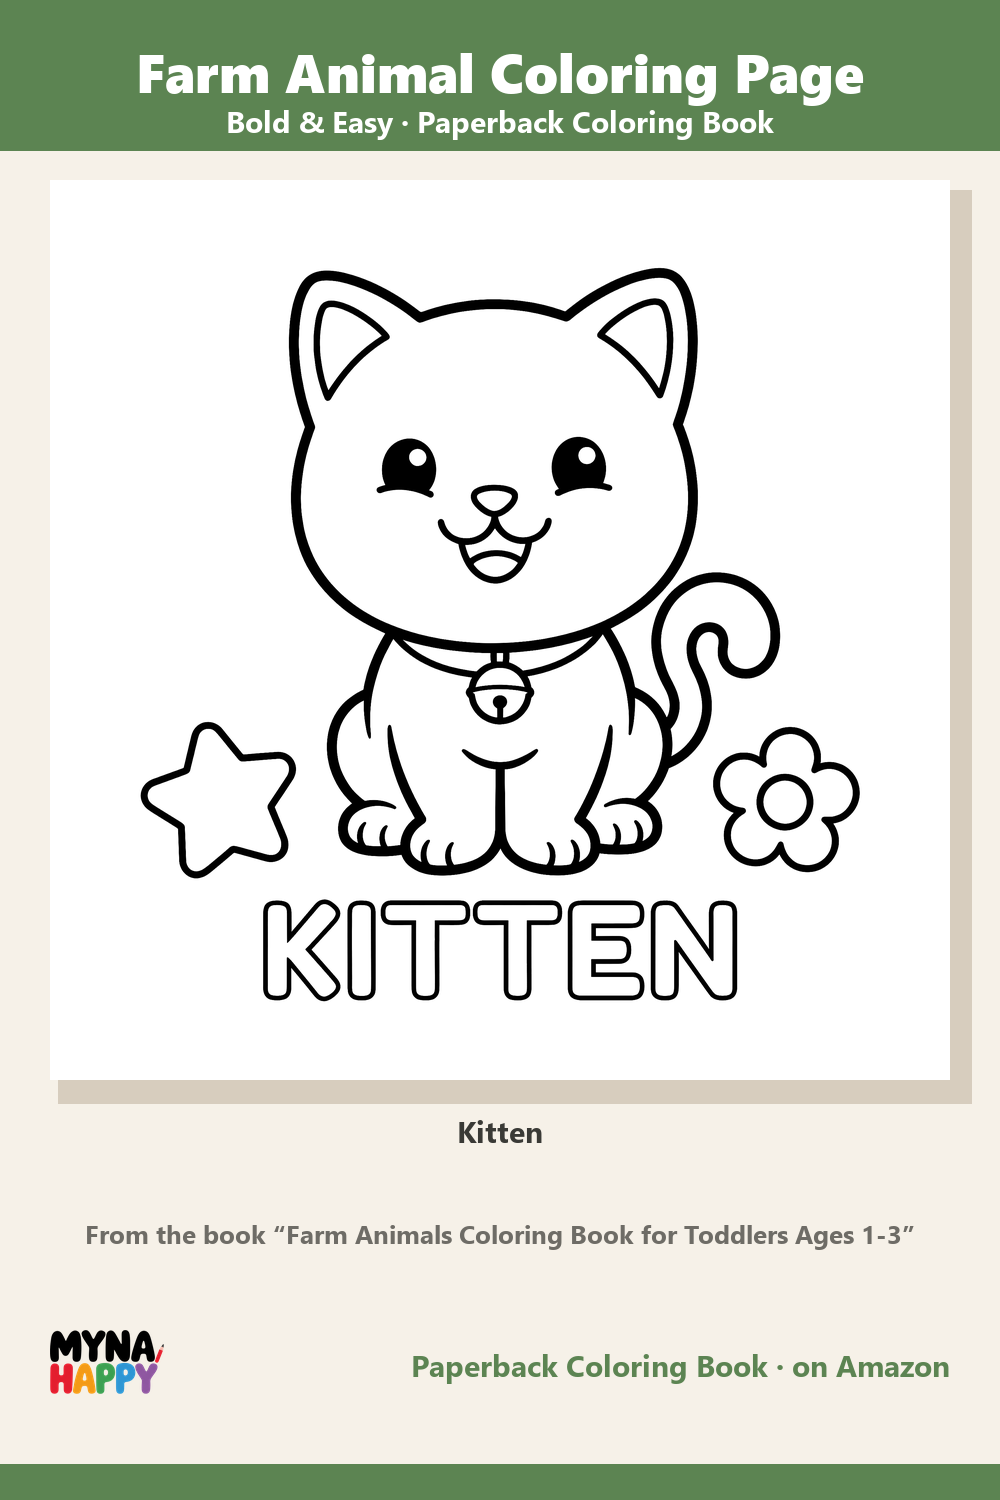 Farm Animal Coloring Page
Bold & Easy · Paperback Coloring Book
KITTEN
Kitten
From the book “Farm Animals Coloring Book for Toddlers Ages 1-3”
MYNA
HAPPY
Paperback Coloring Book · on Amazon